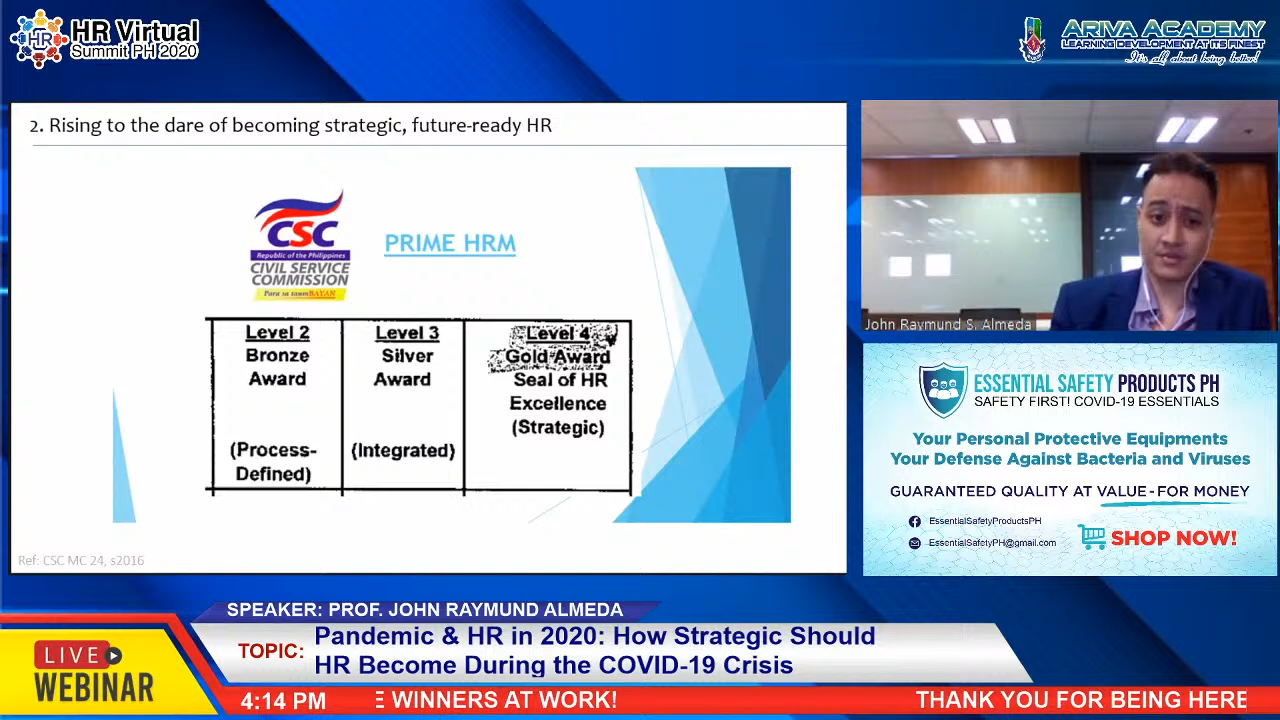 HR Virtual
Summit PH 2020
HR
ARIVA ACADEMY
LEARNING DEVELOPMENT AT ITS FINEST
It's all about being better!
2. Rising to the dare of becoming strategic, future-ready HR
CSC
Republic of the Philippines
CIVIL SERVICE
COMMISSION
Para sa taumBAYAN
PRIME HRM
Level 2
Bronze
Award
(Process-
Defined)
Level 3
Silver
Award
(Integrated)
Level 4
Gold Award
Seal of HR
Excellence
(Strategic)
Ref: CSC MC 24, s2016
John Raymund S. Almeda
ESSENTIAL SAFETY PRODUCTS PH
SAFETY FIRST! COVID-19 ESSENTIALS
Your Personal Protective Equipments
Your Defense Against Bacteria and Viruses
GUARANTEED QUALITY AT VALUE-FOR MONEY
EssentialSafetyProductsPH
EssentialSafetyPH@gmail.com
SHOP NOW!
SPEAKER: PROF. JOHN RAYMUND ALMEDA
TOPIC:
Pandemic & HR in 2020: How Strategic Should
HR Become During the COVID-19 Crisis
LIVE
WEBINAR
4:14 PM
E WINNERS AT WORK!
THANK YOU FOR BEING HERE